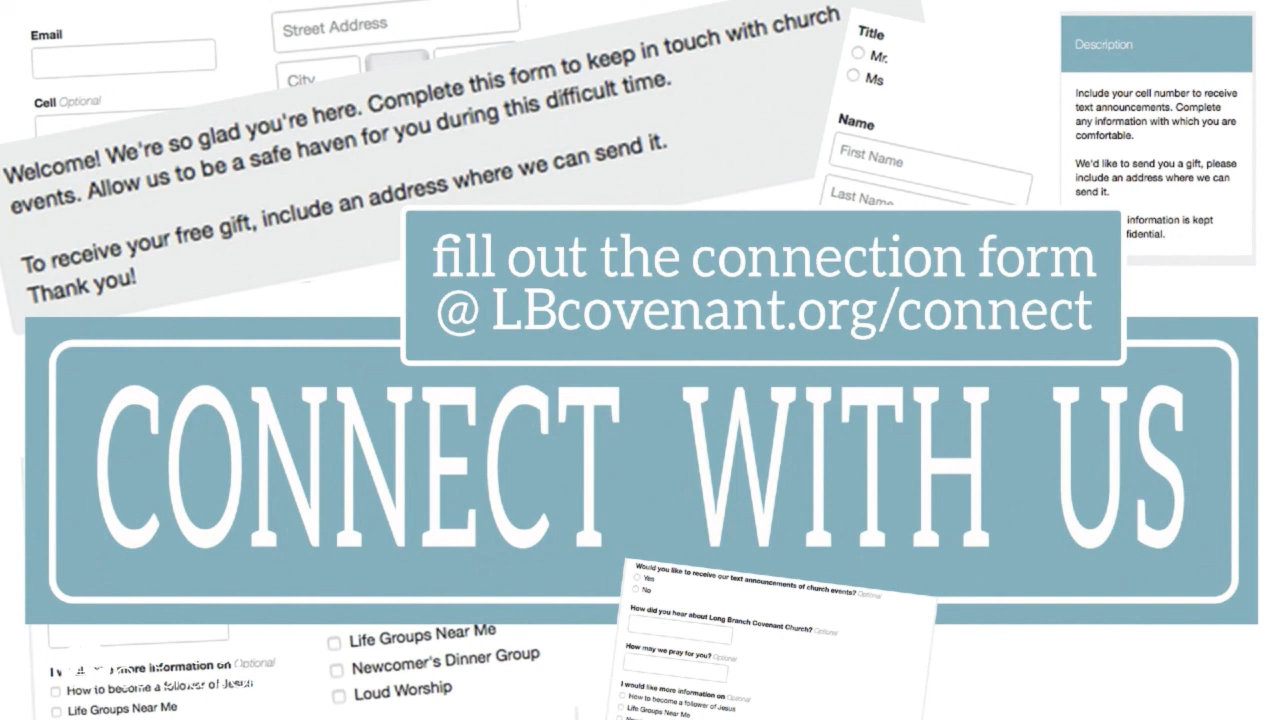 Email
Cell Optional
Street Address
City
Welcome! We're so glad you're here. Complete this form to keep in touch with church
events. Allow us to be a safe haven for you during this difficult time.
To receive your free gift, include an address where we can send it.
Thank you!
Title
Mr.
Ms
Name
First Name
Last Name
Description
Include your cell number to receive
text announcements. Complete
any information with which you are
comfortable.
We'd like to send you a gift, please
include an address where we can
send it.
information is kept
fidential.
fill out the connection form
@ LBcovenant.org/connect
CONNECT WITH US
Would you like to receive our text announcements of church events? Optional
Yes
No
How did you hear about Long Branch Covenant Church? Optional
How may we pray for you? Optional
I would like more information on Optional
How to become a follower of Jesus
Life Groups Near Me
more information on Optional
How to become a follower of Jesus
Life Groups Near Me
Life Groups Near Me
Newcomer's Dinner Group
Loud Worship